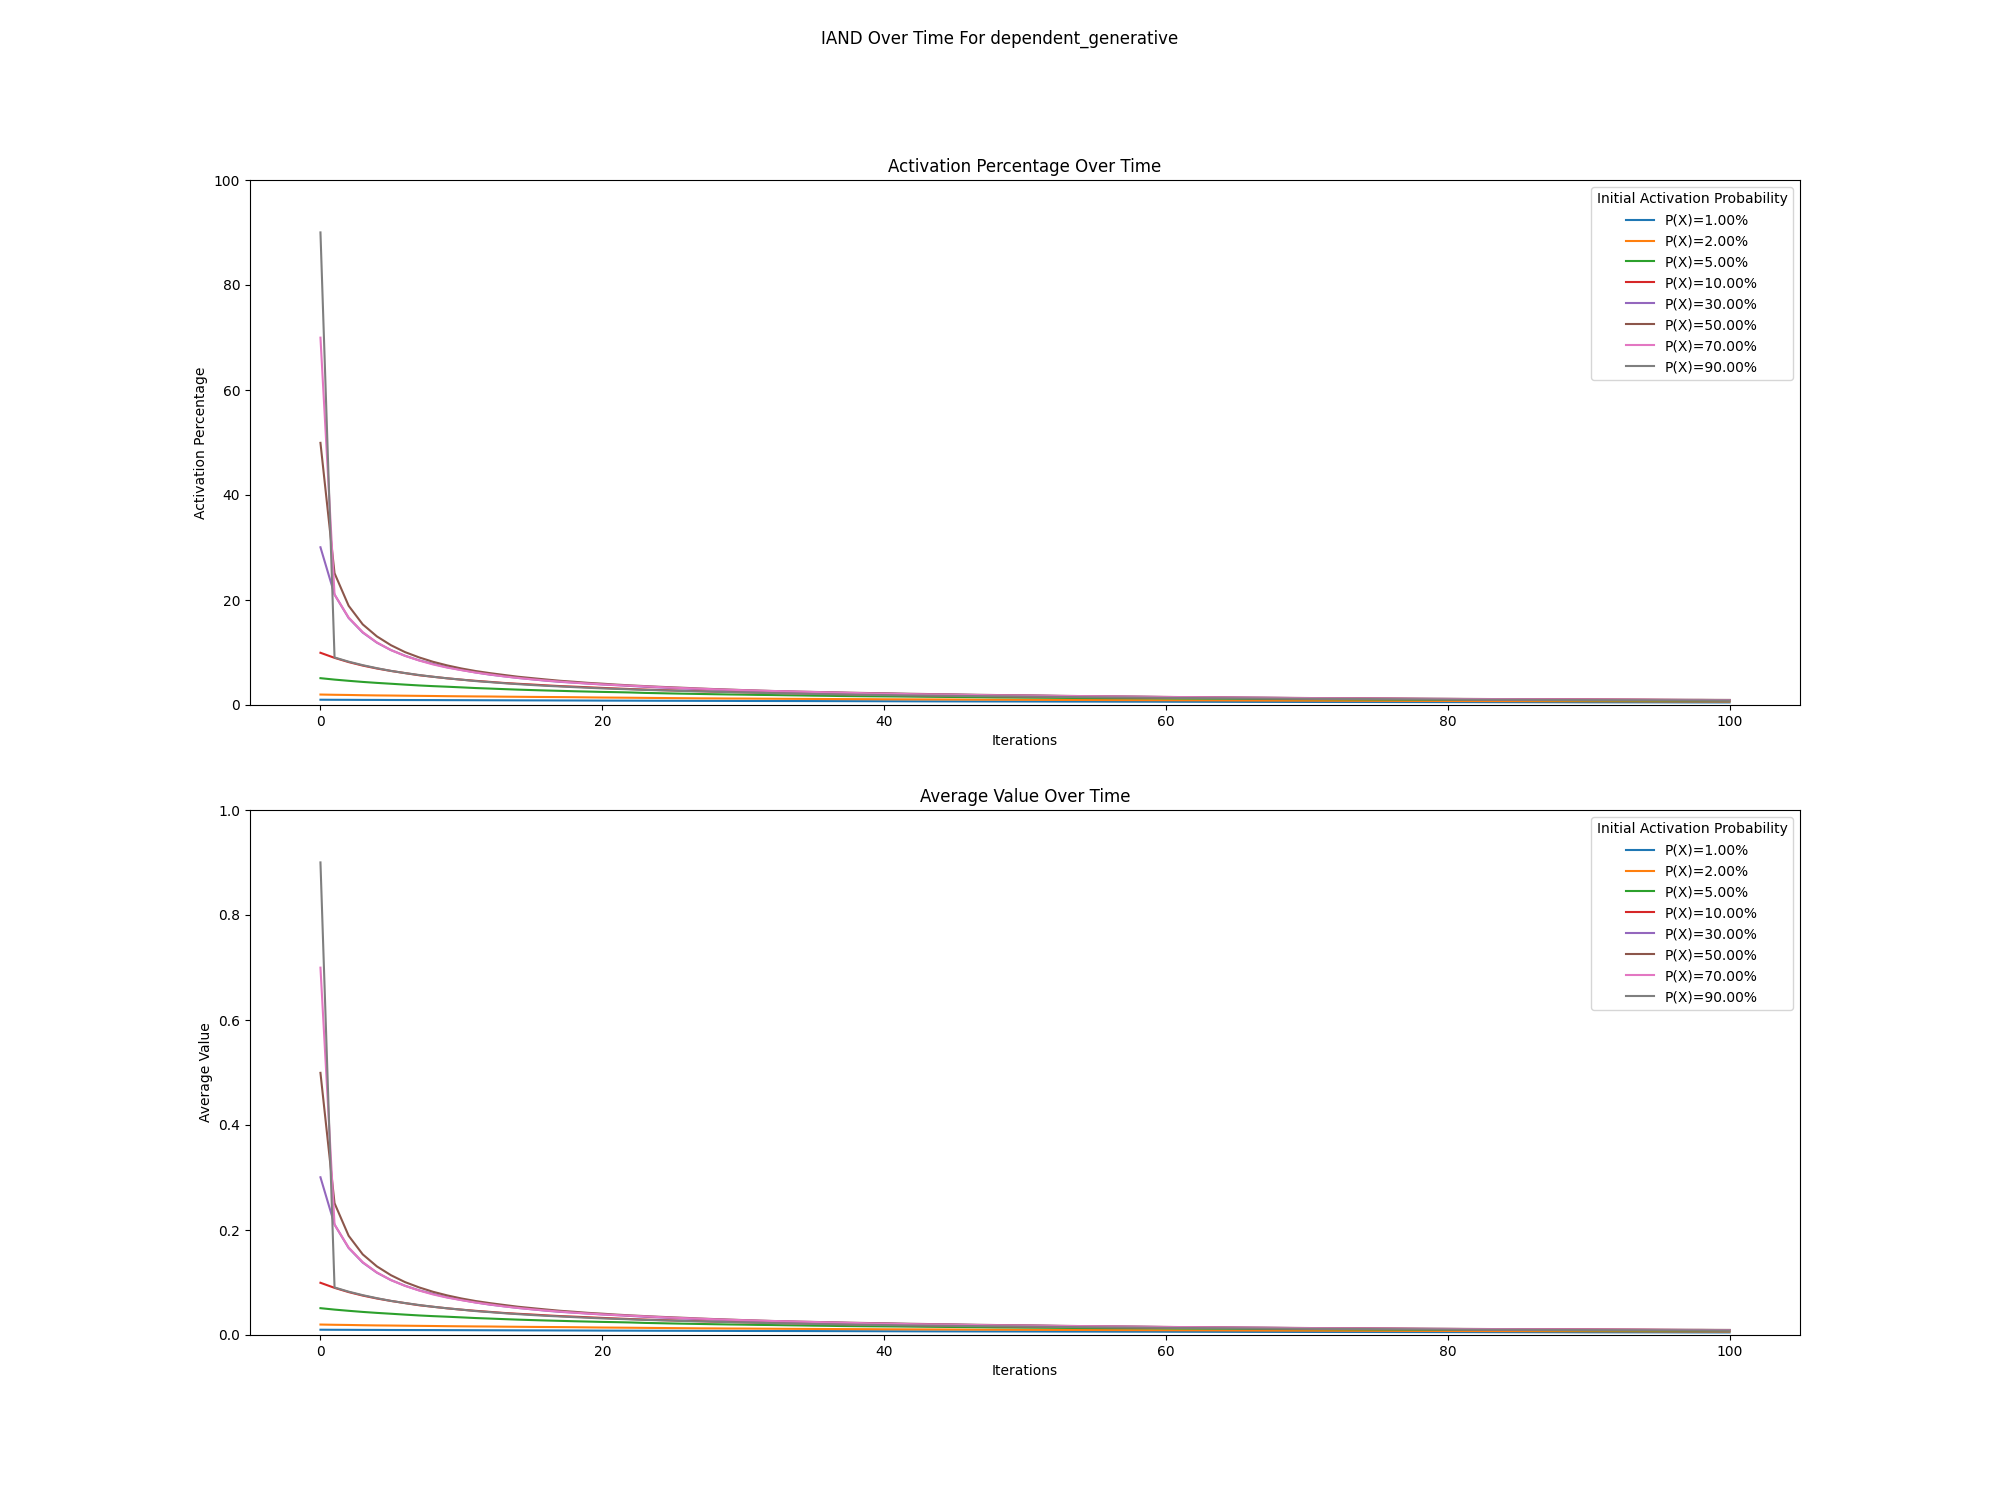 IAND Over Time For dependent_generative
Activation Percentage Over Time
Activation Percentage
100
80
60
40
20
0
Initial Activation Probability
P(X)=1.00%
P(X)=2.00%
P(X)=5.00%
P(X)=10.00%
P(X)=30.00%
P(X)=50.00%
P(X)=70.00%
P(X)=90.00%
0 20 40 60 80 100
Iterations
Average Value Over Time
Average Value
1.0
0.8
0.6
0.4
0.2
0.0
Initial Activation Probability
P(X)=1.00%
P(X)=2.00%
P(X)=5.00%
P(X)=10.00%
P(X)=30.00%
P(X)=50.00%
P(X)=70.00%
P(X)=90.00%
0 20 40 60 80 100
Iterations